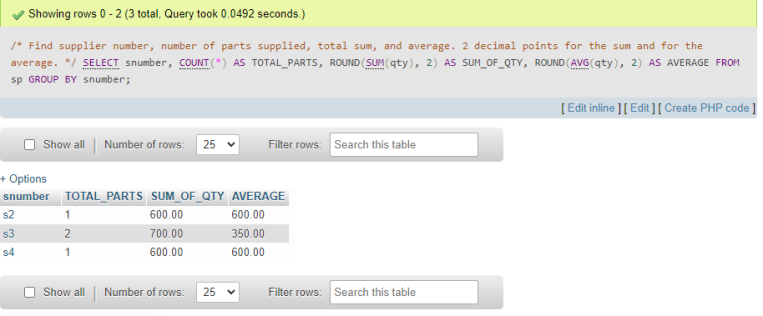 Showing rows 0 - 2 (3 total, Query took 0.0492 seconds.)
/* Find supplier number, number of parts supplied, total sum, and average. 2 decimal points for the sum and for the
average. */ SELECT snumber, COUNT(*) AS TOTAL_PARTS, ROUND(SUM(qty), 2) AS SUM_OF_QTY, ROUND(AVG(qty), 2) AS AVERAGE FROM
sp GROUP BY snumber;
[ Edit inline ] [ Edit ] [ Create PHP code ]
Show all | Number of rows: 25 Filter rows: Search this table
+ Options
snumber TOTAL_PARTS SUM_OF_QTY AVERAGE
s2 1 600.00 600.00
s3 2 700.00 350.00
s4 1 600.00 600.00
Show all | Number of rows: 25 Filter rows: Search this table